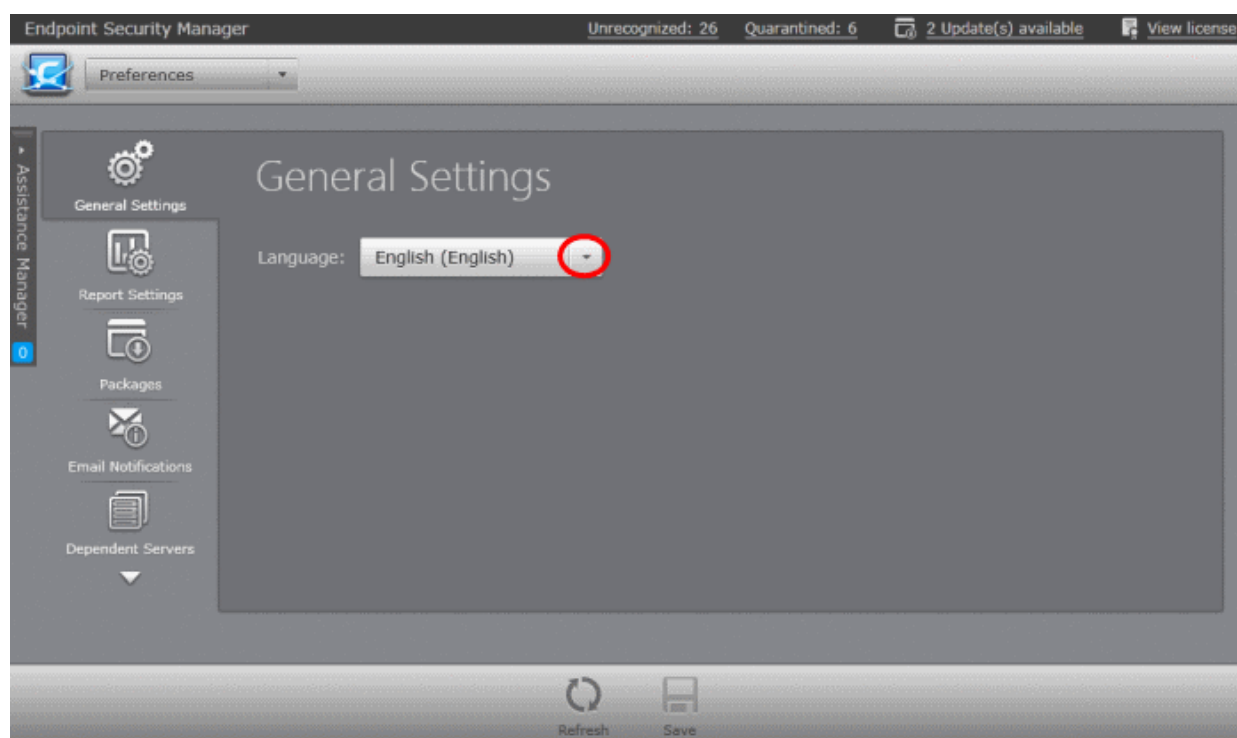 Endpoint Security Manager
Unrecognized: 26
Quarantined: 6
2 Update(s) available
View license
Preferences
Assistance Manager
0
General Settings
Report Settings
Packages
Email Notifications
Dependent Servers
General Settings
Language: English (English)
Refresh
Save